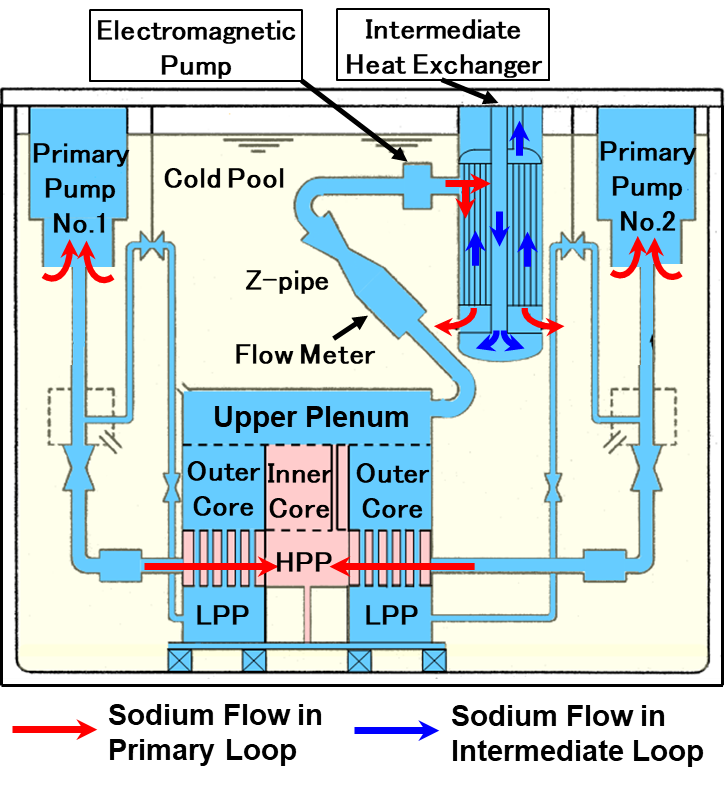 Electromagnetic
Pump
Intermediate
Heat Exchanger
Primary
Pump
No.1
Cold Pool
Primary
Pump
No.2
Z-pipe
Flow Meter
Upper Plenum
Outer
Core
Inner
Core
Outer
Core
HPP
LPP
LPP
Sodium Flow in
Primary Loop
Sodium Flow in
Intermediate Loop